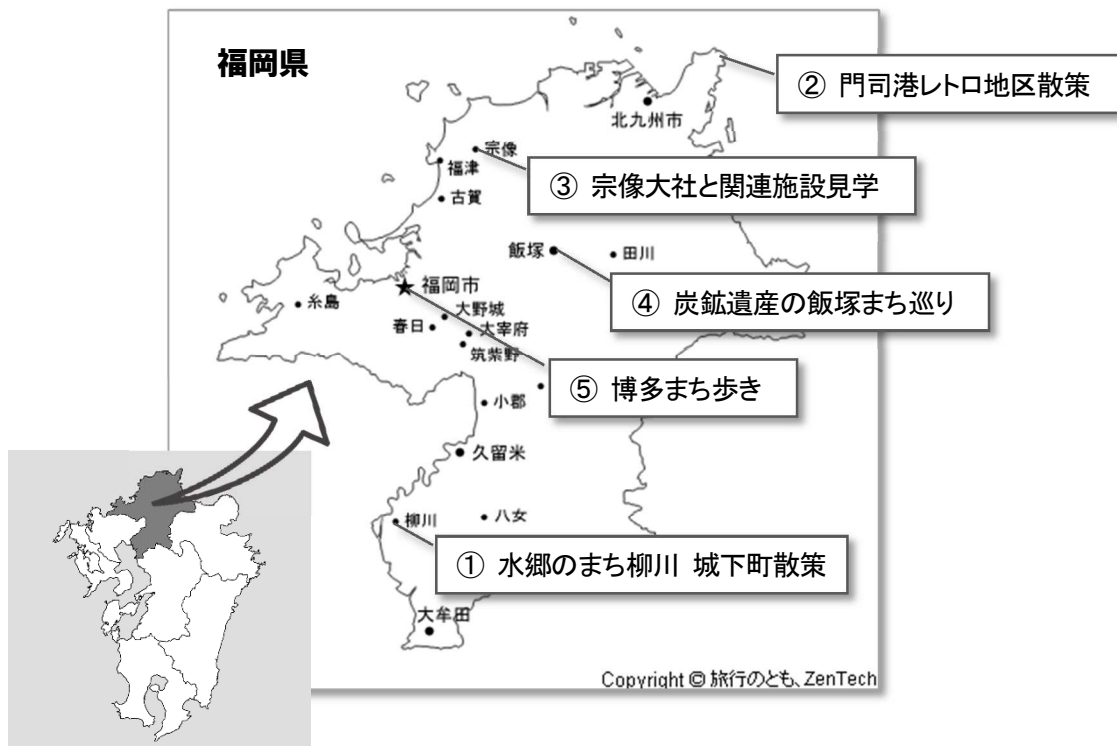 福岡県
② 門司港レトロ地区散策
北九州市
宗像
福津
③ 宗像大社と関連施設見学
古賀
飯塚
田川
福岡市
④ 炭鉱遺産の飯塚まち巡り
糸島
大野城
春日
太宰府
筑紫野
⑤ 博多まち歩き
小郡
久留米
柳川
八女
① 水郷のまち柳川 城下町散策
大牟田
Copyright © 旅行のとも、ZenTech